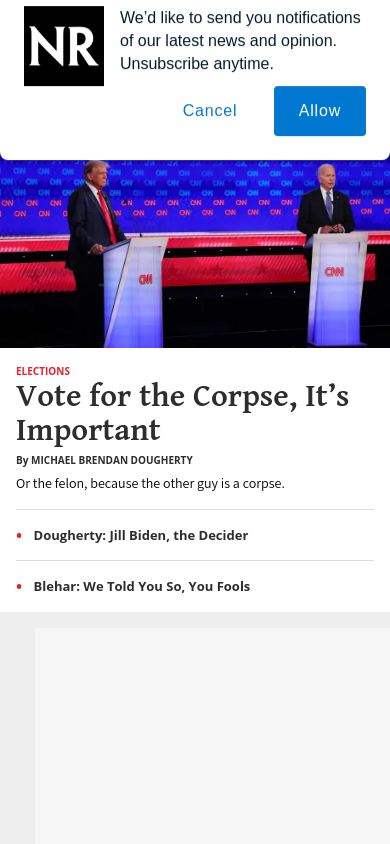 NR
We'd like to send you notifications
of our latest news and opinion.
Unsubscribe anytime.
Cancel
Allow
CNN
CNN
ELECTIONS
Vote for the Corpse, It's
Important
By MICHAEL BRENDAN DOUGHERTY
Or the felon, because the other guy is a corpse.
• Dougherty: Jill Biden, the Decider
• Blehar: We Told You So, You Fools